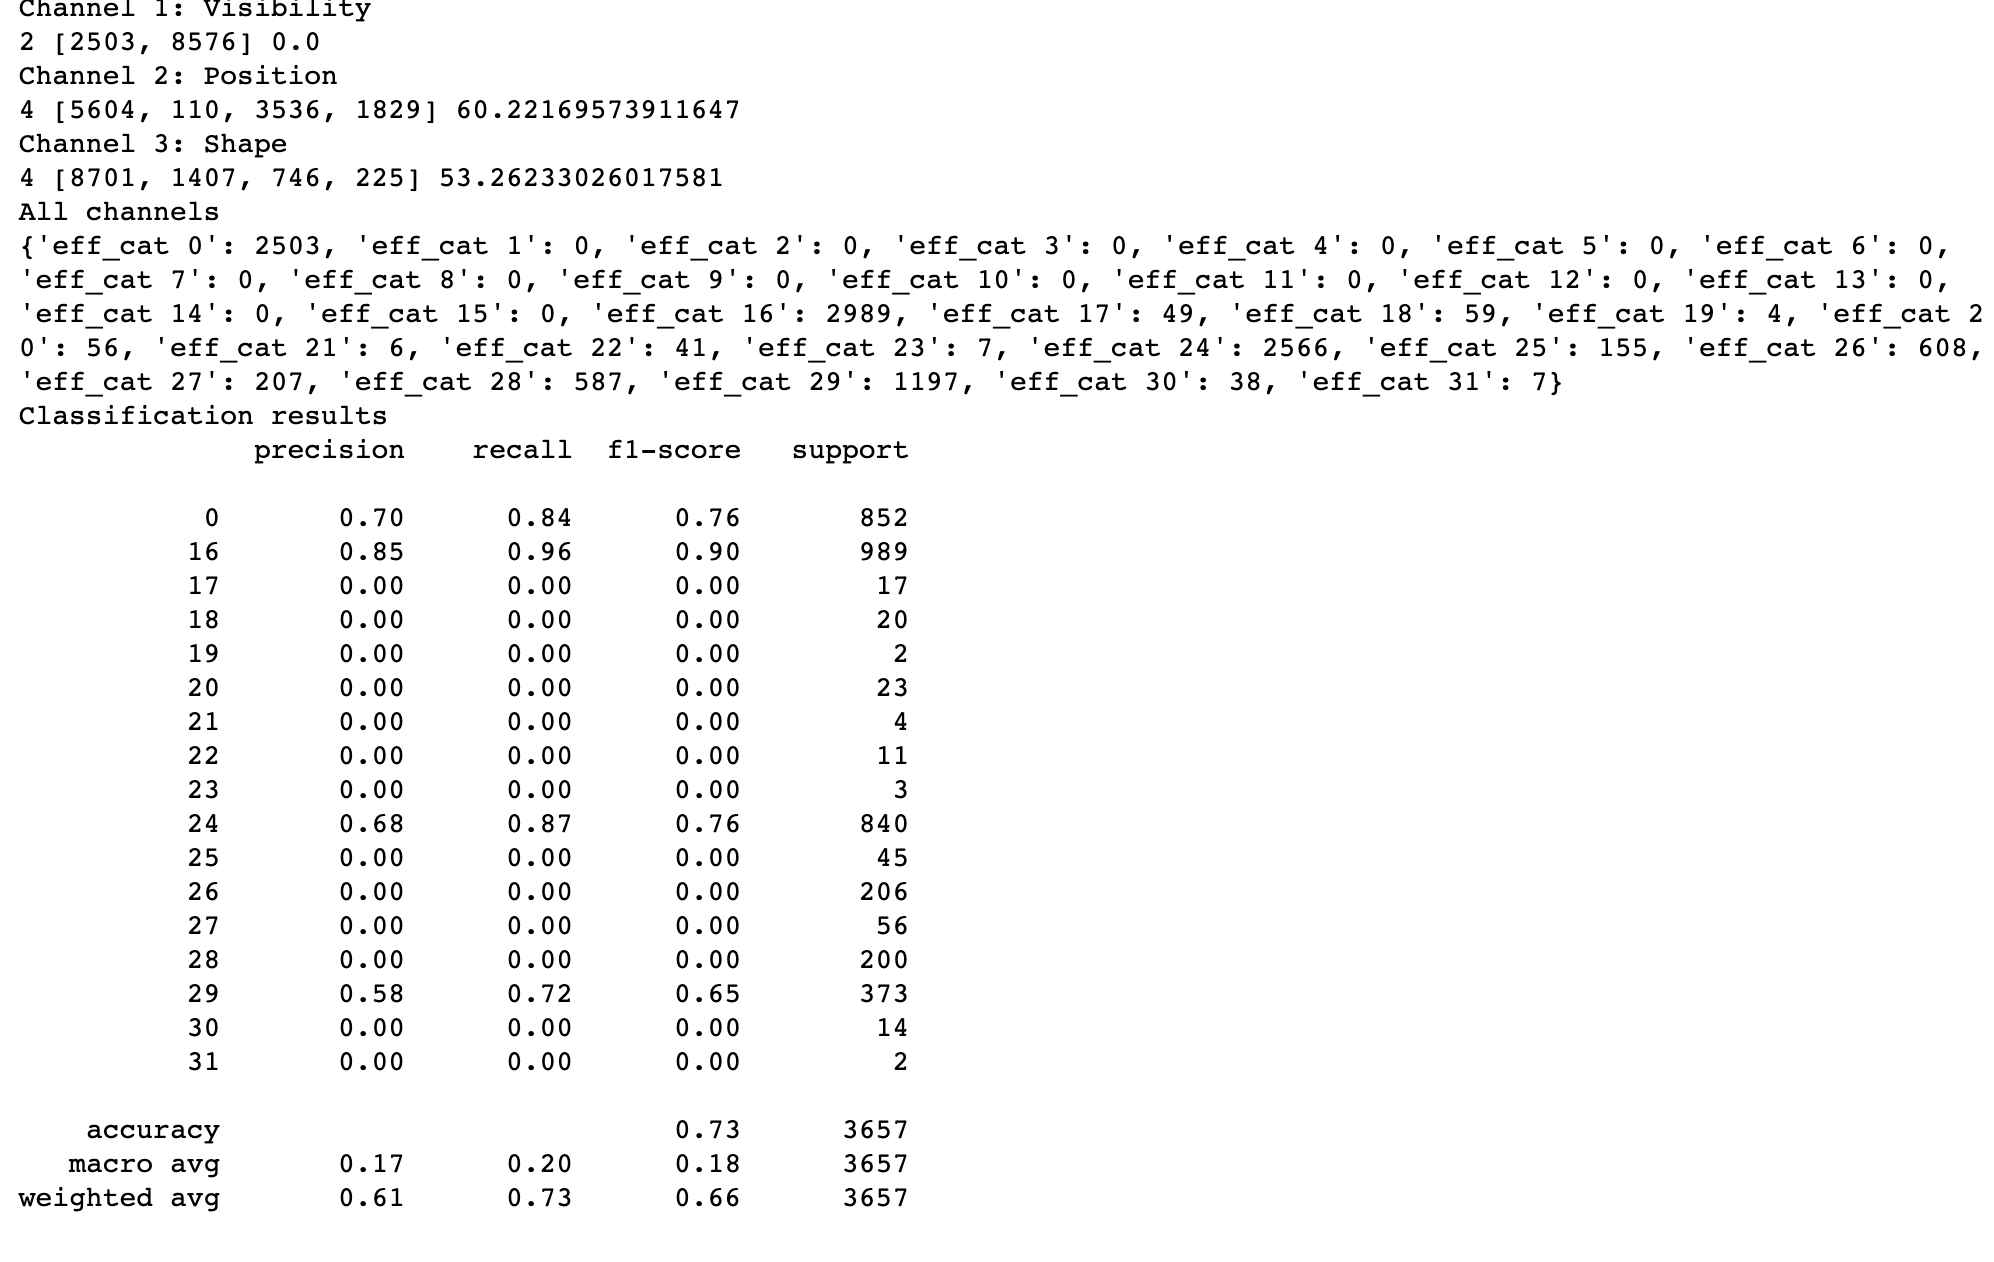 Channel 1: Visibility
2 [2503, 8576] 0.0
Channel 2: Position
4 [5604, 110, 3536, 1829] 60.22169573911647
Channel 3: Shape
4 [8701, 1407, 746, 225] 53.26233026017581
All channels
{'eff_cat 0': 2503, 'eff_cat 1': 0, 'eff_cat 2': 0, 'eff_cat 3': 0, 'eff_cat 4': 0, 'eff_cat 5': 0, 'eff_cat 6': 0,
'eff_cat 7': 0, 'eff_cat 8': 0, 'eff_cat 9': 0, 'eff_cat 10': 0, 'eff_cat 11': 0, 'eff_cat 12': 0, 'eff_cat 13': 0,
'eff_cat 14': 0, 'eff_cat 15': 0, 'eff_cat 16': 2989, 'eff_cat 17': 49, 'eff_cat 18': 59, 'eff_cat 19': 4, 'eff_cat 2
0': 56, 'eff_cat 21': 6, 'eff_cat 22': 41, 'eff_cat 23': 7, 'eff_cat 24': 2566, 'eff_cat 25': 155, 'eff_cat 26': 608,
'eff_cat 27': 207, 'eff_cat 28': 587, 'eff_cat 29': 1197, 'eff_cat 30': 38, 'eff_cat 31': 7}
Classification results
precision recall f1-score support
0 0.70 0.84 0.76 852
16 0.85 0.96 0.90 989
17 0.00 0.00 0.00 17
18 0.00 0.00 0.00 20
19 0.00 0.00 0.00 2
20 0.00 0.00 0.00 23
21 0.00 0.00 0.00 4
22 0.00 0.00 0.00 11
23 0.00 0.00 0.00 3
24 0.68 0.87 0.76 840
25 0.00 0.00 0.00 45
26 0.00 0.00 0.00 206
27 0.00 0.00 0.00 56
28 0.00 0.00 0.00 200
29 0.58 0.72 0.65 373
30 0.00 0.00 0.00 14
31 0.00 0.00 0.00 2
accuracy 0.73 3657
macro avg 0.17 0.20 0.18 3657
weighted avg 0.61 0.73 0.66 3657